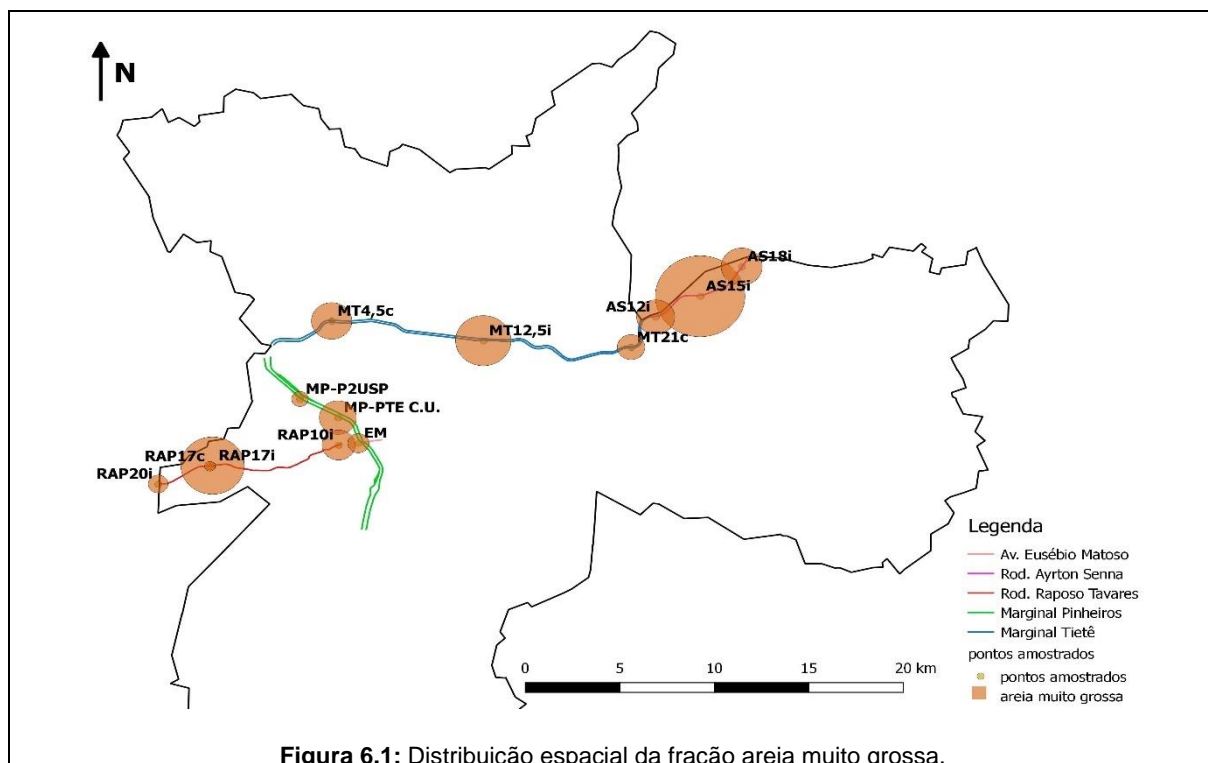 N
AS18i
AS15i
AS12i
MT4,5c
MT12,5i
MT21c
MP-P2USP
MP-PTE C.U.
RAP10i
EM
RAP17c
RAP17i
RAP20i
Legenda
Av. Eusébio Matoso
Rod. Ayrton Senna
Rod. Raposo Tavares
Marginal Pinheiros
Marginal Tietê
pontos amostrados
pontos amostrados
areia muito grossa
0 5 10 15 20 km
Figura 6.1: Distribuição espacial da fração areia muito grossa.